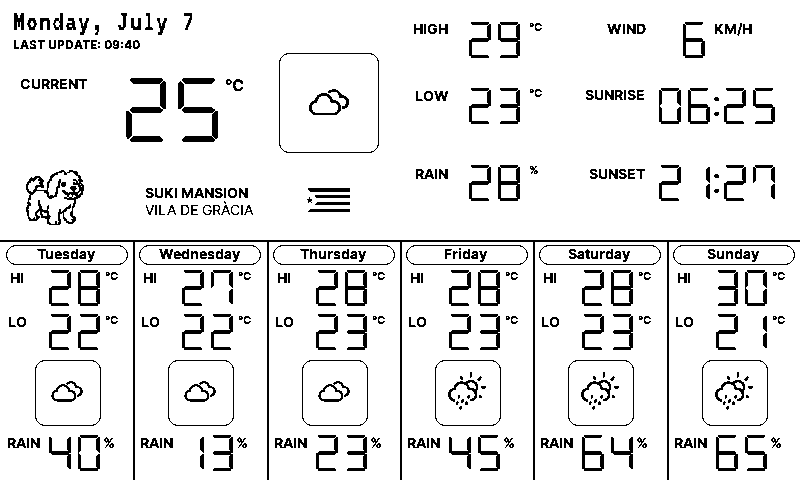 Monday, July 7
LAST UPDATE: 09:40
CURRENT 25 °C
HIGH 29 °C
WIND 6 KM/H
LOW 23 °C
SUNRISE 06:25
RAIN 28 %
SUNSET 21:27
SUKI MANSION
VILA DE GRÀCIA
Tuesday
HI 28 °C
LO 22 °C
RAIN 40 %
Wednesday
HI 27 °C
LO 22 °C
RAIN 13 %
Thursday
HI 28 °C
LO 23 °C
RAIN 23 %
Friday
HI 28 °C
LO 23 °C
RAIN 45 %
Saturday
HI 28 °C
LO 23 °C
RAIN 64 %
Sunday
HI 30 °C
LO 21 °C
RAIN 65 %